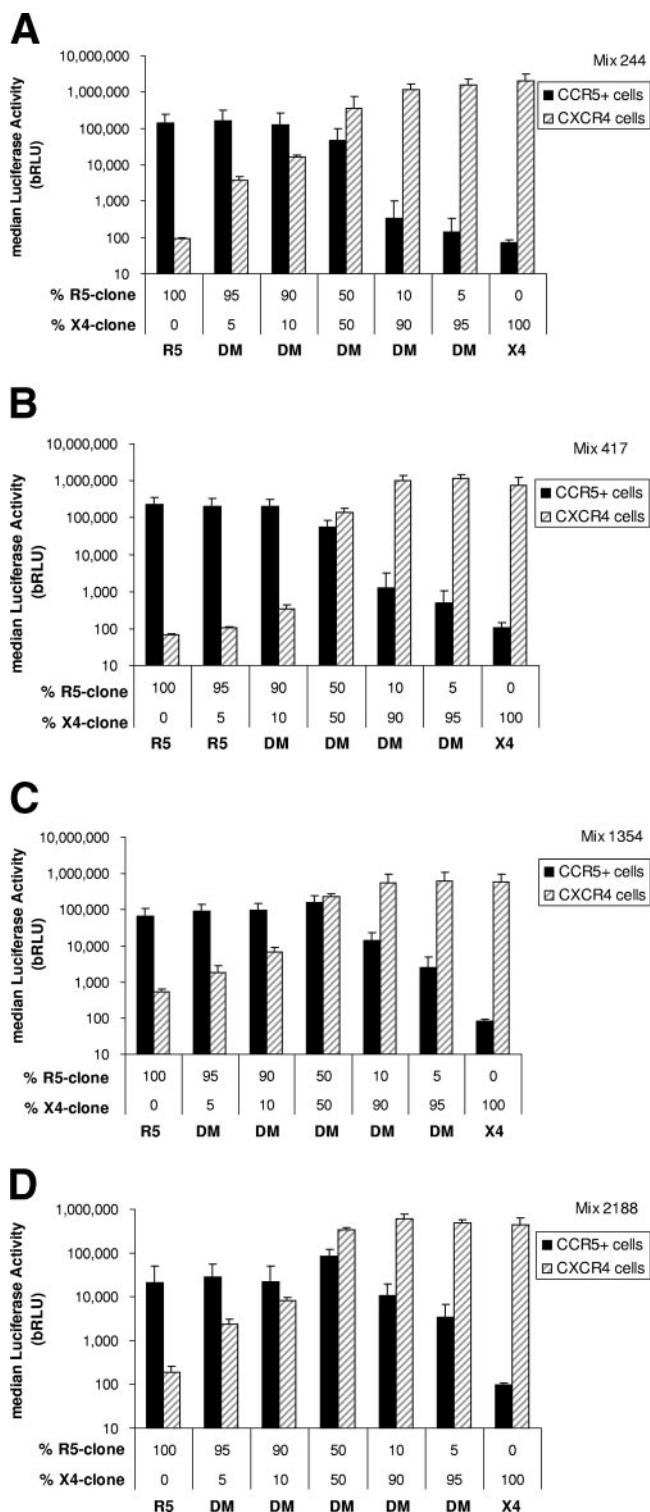 A
Mix 244
median Luciferase Activity
(bRLU)
10,000,000
1,000,000
100,000
10,000
1,000
100
10
CCR5+ cells
CXCR4 cells
% R5-clone 100 95 90 50 10 5 0
% X4-clone 0 5 10 50 90 95 100
R5 DM DM DM DM DM X4
B
Mix 417
median Luciferase Activity
(bRLU)
10,000,000
1,000,000
100,000
10,000
1,000
100
10
CCR5+ cells
CXCR4 cells
% R5-clone 100 95 90 50 10 5 0
% X4-clone 0 5 10 50 90 95 100
R5 R5 DM DM DM DM X4
C
Mix 1354
median Luciferase Activity
(bRLU)
10,000,000
1,000,000
100,000
10,000
1,000
100
10
CCR5+ cells
CXCR4 cells
% R5-clone 100 95 90 50 10 5 0
% X4-clone 0 5 10 50 90 95 100
R5 DM DM DM DM DM X4
D
Mix 2188
median Luciferase Activity
(bRLU)
1,000,000
100,000
10,000
1,000
100
10
CCR5+ cells
CXCR4 cells
% R5-clone 100 95 90 50 10 5 0
% X4-clone 0 5 10 50 90 95 100
R5 DM DM DM DM DM X4